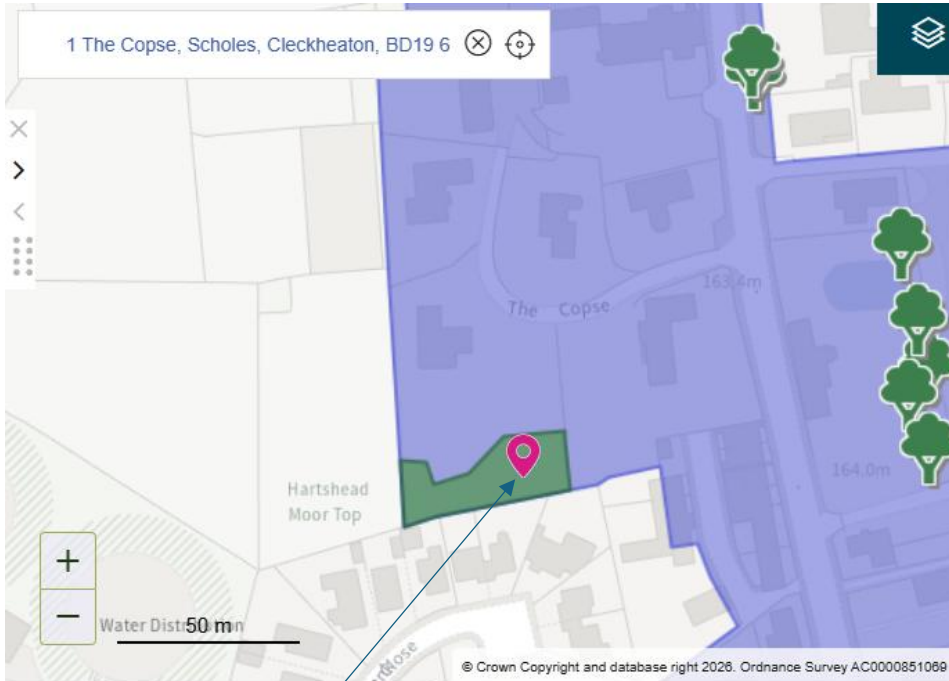 1 The Copse, Scholes, Cleckheaton, BD19 6
163.4m
The Copse
164.0m
Hartshead
Moor Top
Water Distribution
50 m
© Crown Copyright and database right 2026. Ordnance Survey AC0000851069